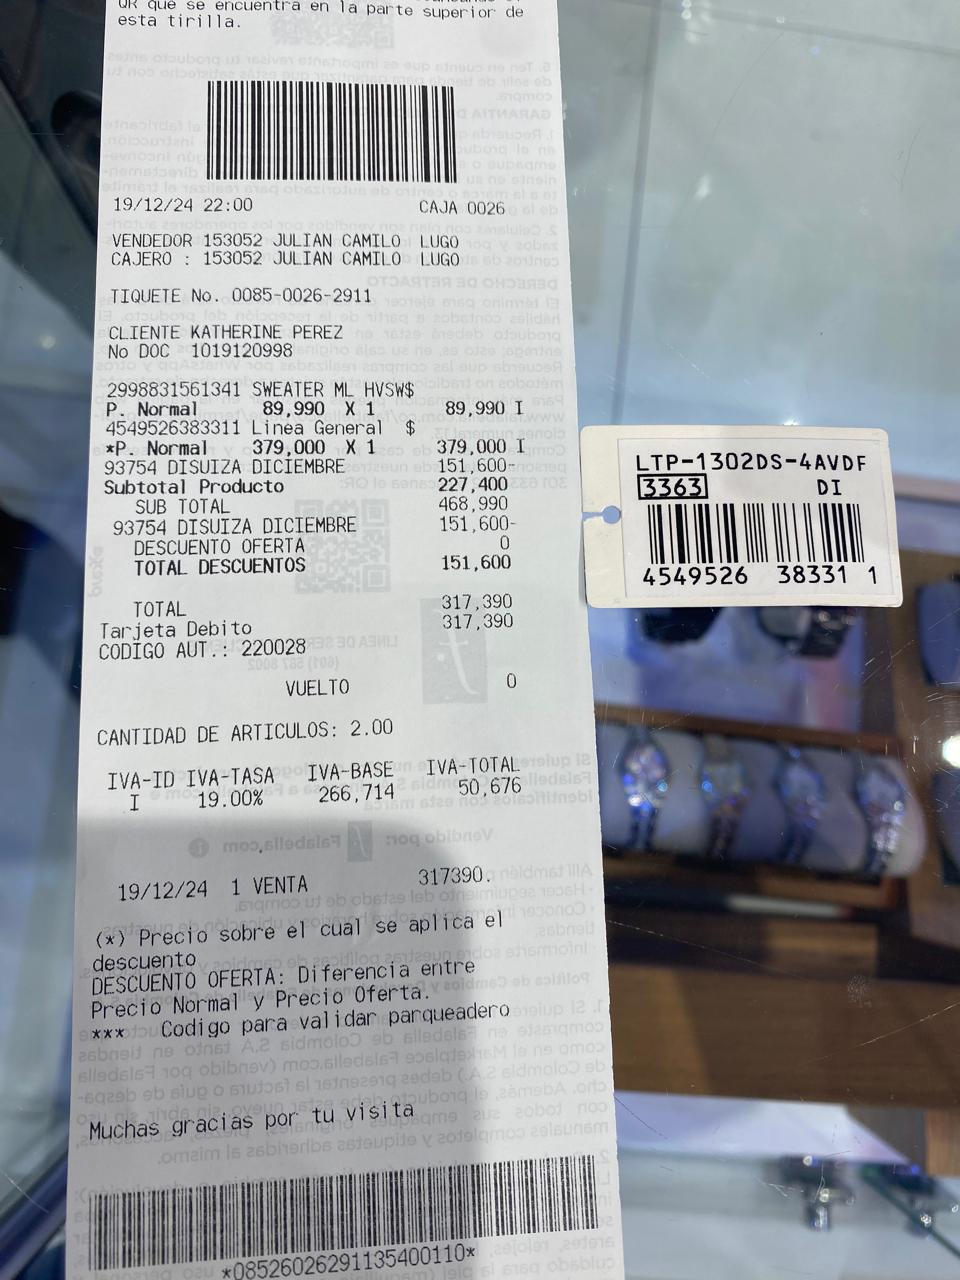 QR que se encuentra en la parte superior de
esta tirilla.
19/12/24 22:00 CAJA 0026
VENDEDOR 153052 JULIAN CAMILO LUGO
CAJERO : 153052 JULIAN CAMILO LUGO
TIQUETE No. 0085-0026-2911
CLIENTE KATHERINE PEREZ
No DOC 1019120998
2998831561341 SWEATER ML HVSW$
P. Normal 89,990 X 1 89,990 I
4549526383311 Linea General $
*P. Normal 379,000 X 1 379,000 I
93754 DISUIZA DICIEMBRE 151,600-
Subtotal Producto 227,400
SUB TOTAL 468,990
93754 DISUIZA DICIEMBRE 151,600-
DESCUENTO OFERTA 0
TOTAL DESCUENTOS 151,600
TOTAL 317,390
Tarjeta Debito 317,390
CODIGO AUT.: 220028
VUELTO 0
CANTIDAD DE ARTICULOS: 2.00
IVA-ID IVA-TASA IVA-BASE IVA-TOTAL
I 19.00% 266,714 50,676
19/12/24 1 VENTA 317390.
(*) Precio sobre el cual se aplica el
descuento
DESCUENTO OFERTA: Diferencia entre
Precio Normal y Precio Oferta.
*** Codigo para validar parqueadero
Muchas gracias por tu visita
*08526026291135400110*
LTP-1302DS-4AVDF
3363 DI
4549526 38331 1